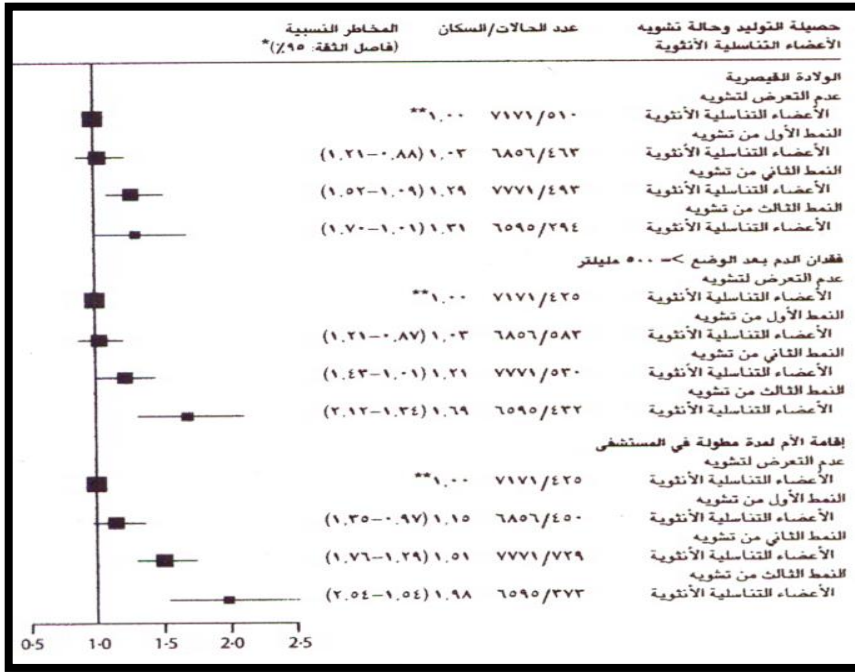 حصيلة التوليد وحالة تشويه عدد الحالات/السكان المخاطر النسبية
الأعضاء التناسلية الأنثوية (فاصل الثقة: ٩٥٪)*
الولادة القيصرية
عدم التعرض لتشويه
الأعضاء التناسلية الأنثوية ٧١٧١/٥١٠ ١.٠٠**
النمط الأول من تشويه
الأعضاء التناسلية الأنثوية ٦٨٥٦/٤٦٣ ١.٠٣ (٠.٨٨-١.٢١)
النمط الثاني من تشويه
الأعضاء التناسلية الأنثوية ٧٧٧١/٤٩٣ ١.٢٩ (١.٠٩-١.٥٢)
النمط الثالث من تشويه
الأعضاء التناسلية الأنثوية ٦٥٩٥/٢٩٤ ١.٣١ (١.٠١-١.٧٠)
فقدان الدم بعد الوضع >= ٥٠٠ مليلتر
عدم التعرض لتشويه
الأعضاء التناسلية الأنثوية ٧١٧١/٤٢٥ ١.٠٠**
النمط الأول من تشويه
الأعضاء التناسلية الأنثوية ٦٨٥٦/٥٨٣ ١.٠٣ (٠.٨٧-١.٢١)
النمط الثاني من تشويه
الأعضاء التناسلية الأنثوية ٧٧٧١/٥٣٠ ١.٢١ (١.٠١-١.٤٣)
النمط الثالث من تشويه
الأعضاء التناسلية الأنثوية ٦٥٩٥/٤٣٢ ١.٦٩ (١.٣٤-٢.١٢)
إقامة الأم لمدة مطولة في المستشفى
عدم التعرض لتشويه
الأعضاء التناسلية الأنثوية ٧١٧١/٤٢٥ ١.٠٠**
النمط الأول من تشويه
الأعضاء التناسلية الأنثوية ٦٨٥٦/٤٥٠ ١.١٥ (٠.٩٧-١.٣٥)
النمط الثاني من تشويه
الأعضاء التناسلية الأنثوية ٧٧٧١/٧٢٩ ١.٥١ (١.٢٩-١.٧٦)
النمط الثالث من تشويه
الأعضاء التناسلية الأنثوية ٦٥٩٥/٣٧٣ ١.٩٨ (١.٥٤-٢.٥٤)
0·5 1·0 1·5 2·0 2·5